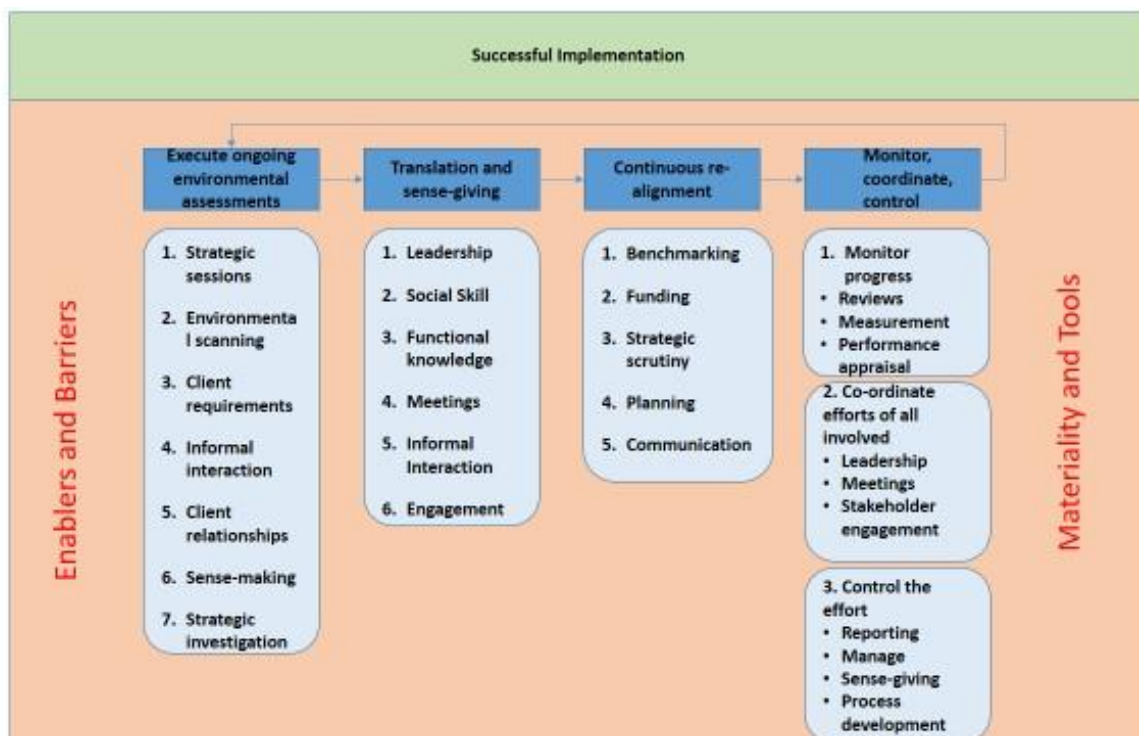 Successful Implementation
Enablers and Barriers
Execute ongoing
environmental
assessments
1. Strategic
sessions
2. Environmenta
l scanning
3. Client
requirements
4. Informal
interaction
5. Client
relationships
6. Sense-making
7. Strategic
investigation
Translation and
sense-giving
1. Leadership
2. Social Skill
3. Functional
knowledge
4. Meetings
5. Informal
Interaction
6. Engagement
Continuous re-
alignment
1. Benchmarking
2. Funding
3. Strategic
scrutiny
4. Planning
5. Communication
Monitor,
coordinate,
control
1. Monitor
progress
• Reviews
• Measurement
• Performance
appraisal
2. Co-ordinate
efforts of all
involved
• Leadership
• Meetings
• Stakeholder
engagement
3. Control the
effort
• Reporting
• Manage
• Sense-giving
• Process
development
Materiality and Tools